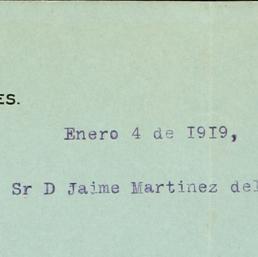 ES.
Enero 4 de 1919,
Sr D Jaime Martinez del